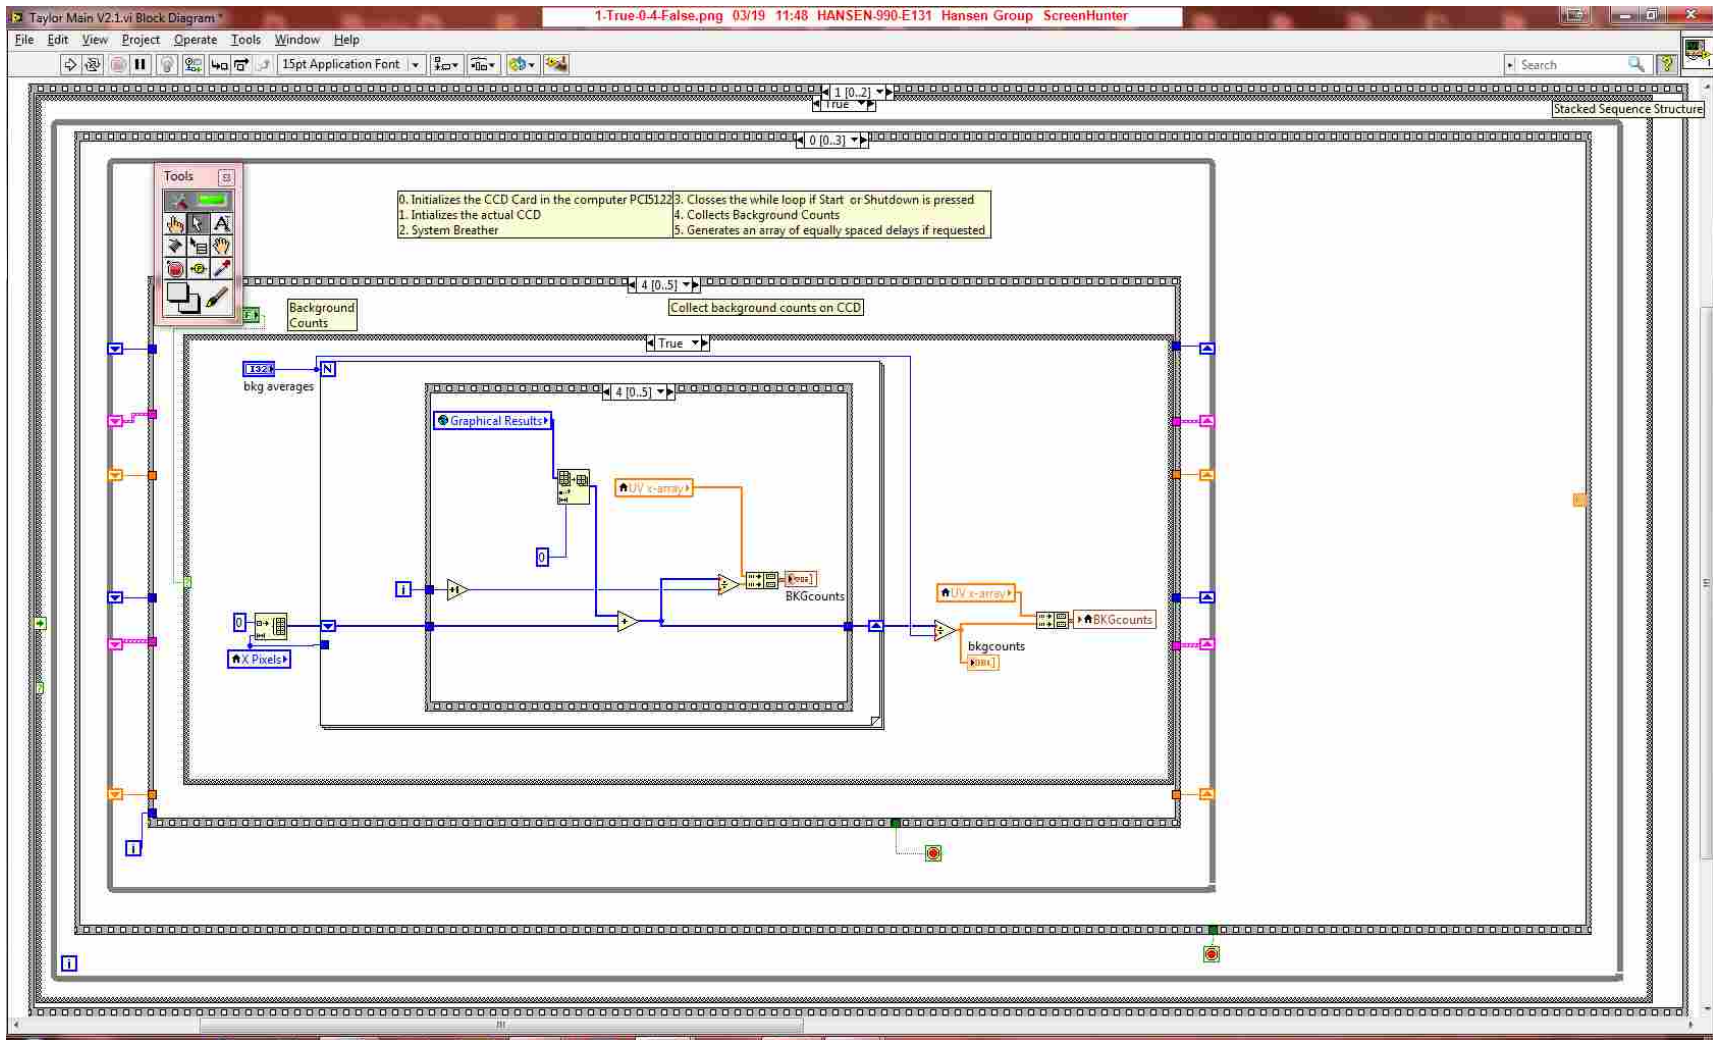 Taylor Main V2.1.vi Block Diagram *
1-True-0-4-False.png 03/19 11:48 HANSEN-990-E131 Hansen Group ScreenHunter
File Edit View Project Operate Tools Window Help
15pt Application Font
Search
1 [0..2]
True
Stacked Sequence Structure
0 [0..3]
Tools
0. Initializes the CCD Card in the computer PCI5122
1. Intializes the actual CCD
2. System Breather
3. Closses the while loop if Start or Shutdown is pressed
4. Collects Background Counts
5. Generates an array of equally spaced delays if requested
4 [0..5]
Background
Counts
Collect background counts on CCD
True
I32
N
bkg averages
4 [0..5]
Graphical Results
UV x-array
0
i
+1
BKGcounts
UV x-array
0
BKGcounts
bkgcounts
X Pixels
i
i